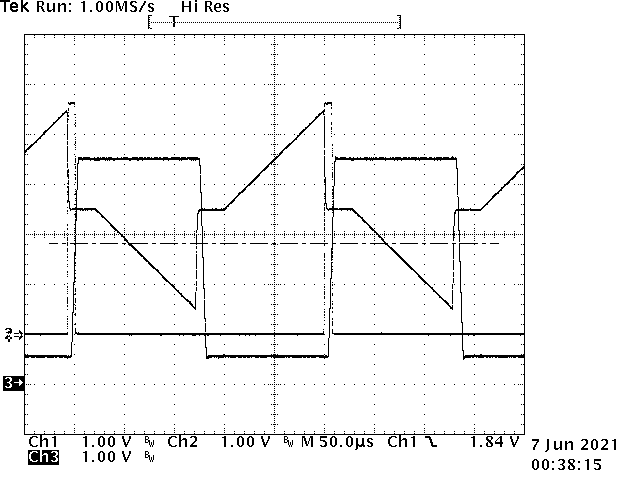 Tek Run: 1.00MS/s Hi Res
T
3
Ch1 1.00 V BW Ch2 1.00 V BW M 50.0µs Ch1 1.84 V
Ch3 1.00 V BW
7 Jun 2021
00:38:15